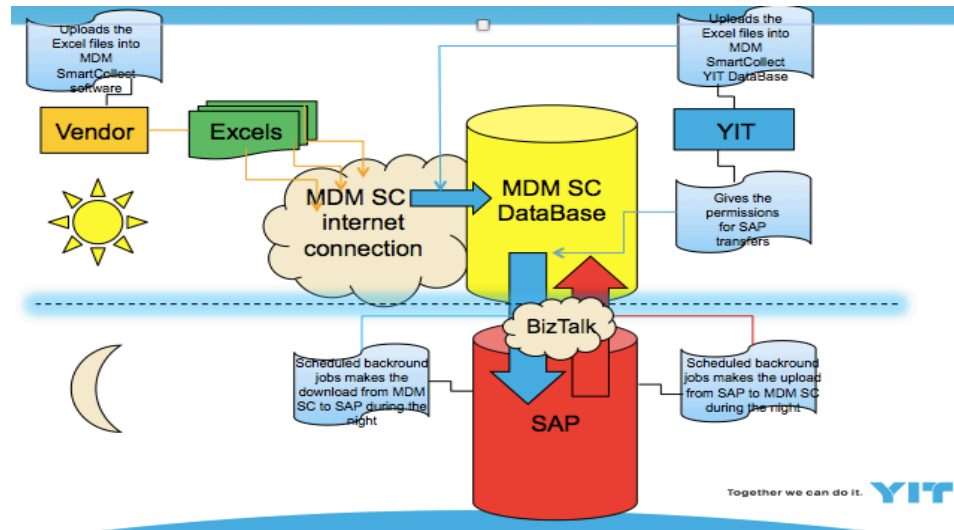 Uploads the
Excel files into
MDM
SmartCollect
software
Uploads the
Excel files into
MDM
SmartCollect
YIT DataBase
Vendor
Excels
YIT
MDM SC
internet
connection
MDM SC
DataBase
Gives the
permissions
for SAP
transfers
BizTalk
Scheduled backround
jobs makes the
download from MDM
SC to SAP during the
night
Scheduled backround
jobs makes the upload
from SAP to MDM SC
during the night
SAP
Together we can do it.
YIT